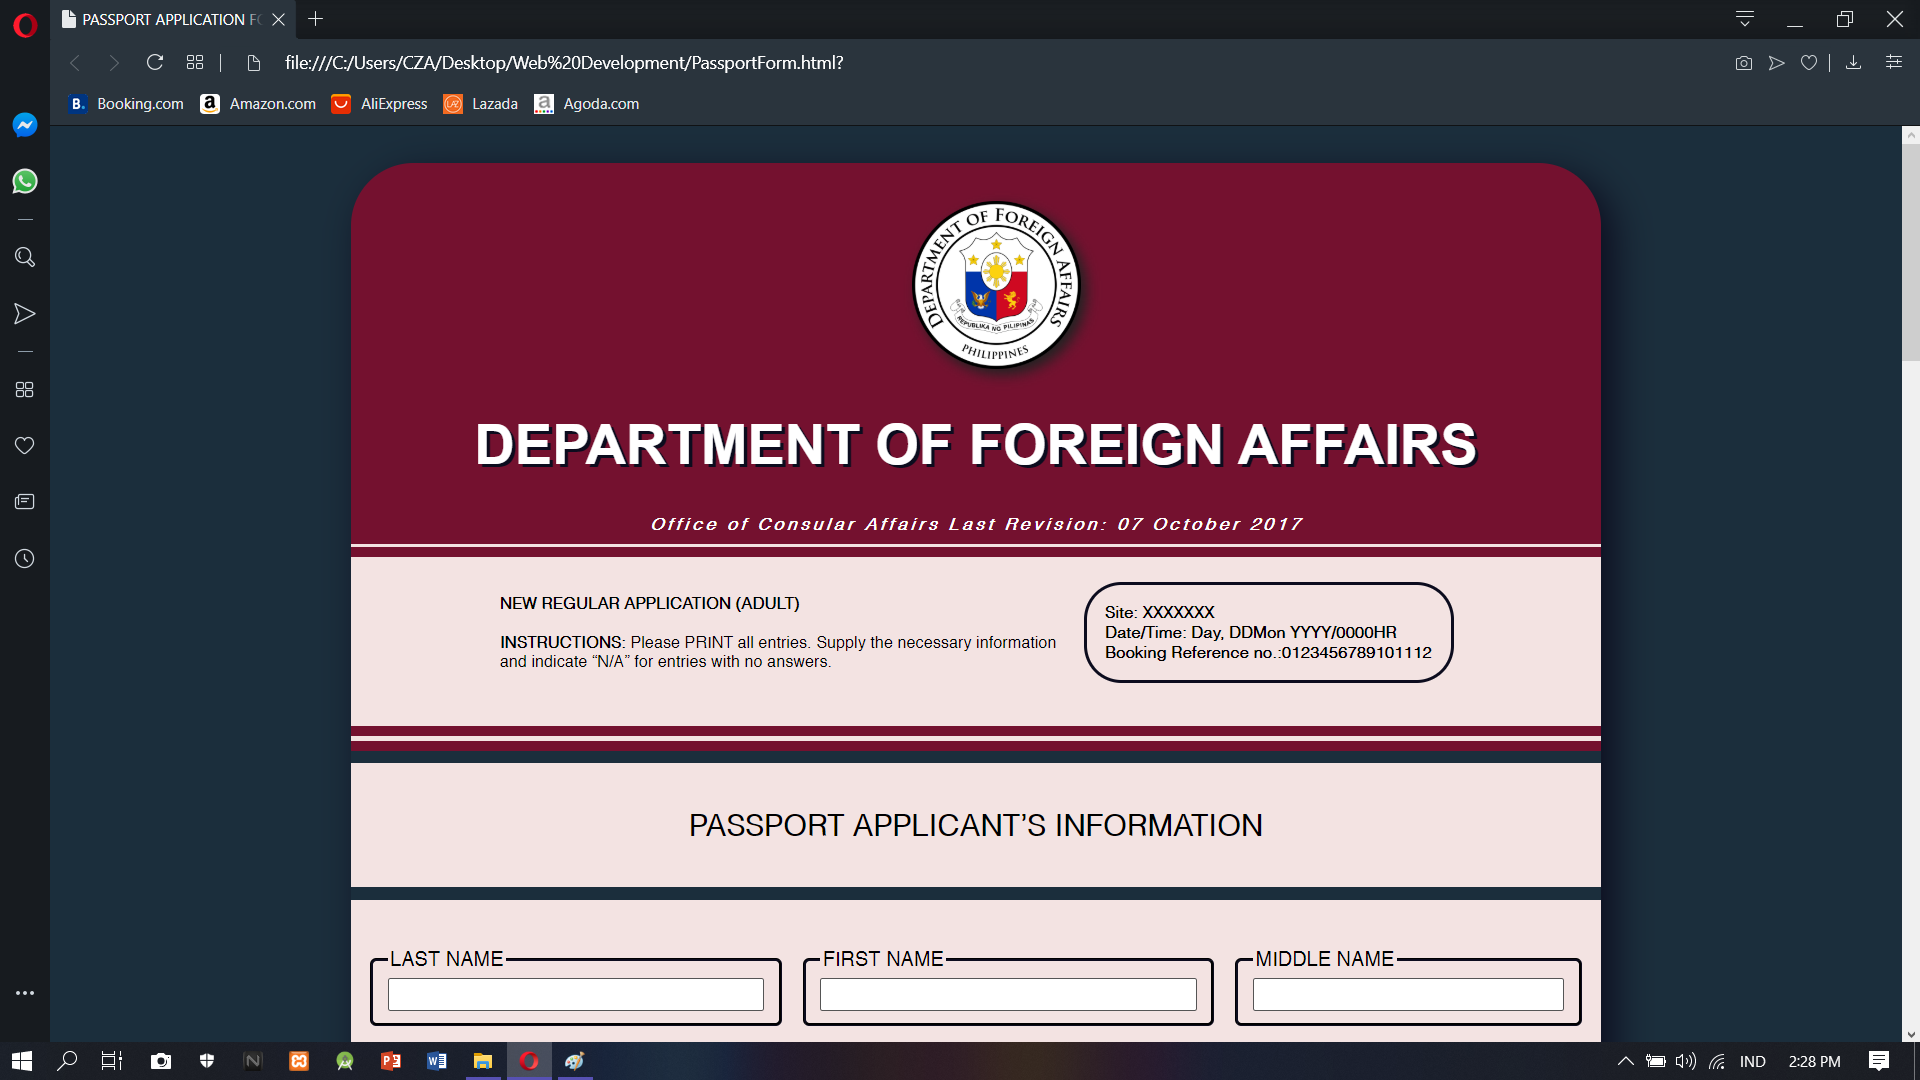 PASSPORT APPLICATION FO
file:///C:/Users/CZA/Desktop/Web%20Development/PassportForm.html?
B. Booking.com
a Amazon.com
AliExpress
LAZ Lazada
a Agoda.com
DEPARTMENT OF FOREIGN AFFAIRS
REPUBLIKA NG PILIPINAS
PHILIPPINES
DEPARTMENT OF FOREIGN AFFAIRS
Office of Consular Affairs Last Revision: 07 October 2017
NEW REGULAR APPLICATION (ADULT)
INSTRUCTIONS: Please PRINT all entries. Supply the necessary information
and indicate “N/A” for entries with no answers.
Site: XXXXXXX
Date/Time: Day, DDMon YYYY/0000HR
Booking Reference no.:0123456789101112
PASSPORT APPLICANT’S INFORMATION
LAST NAME
FIRST NAME
MIDDLE NAME
IND
2:28 PM